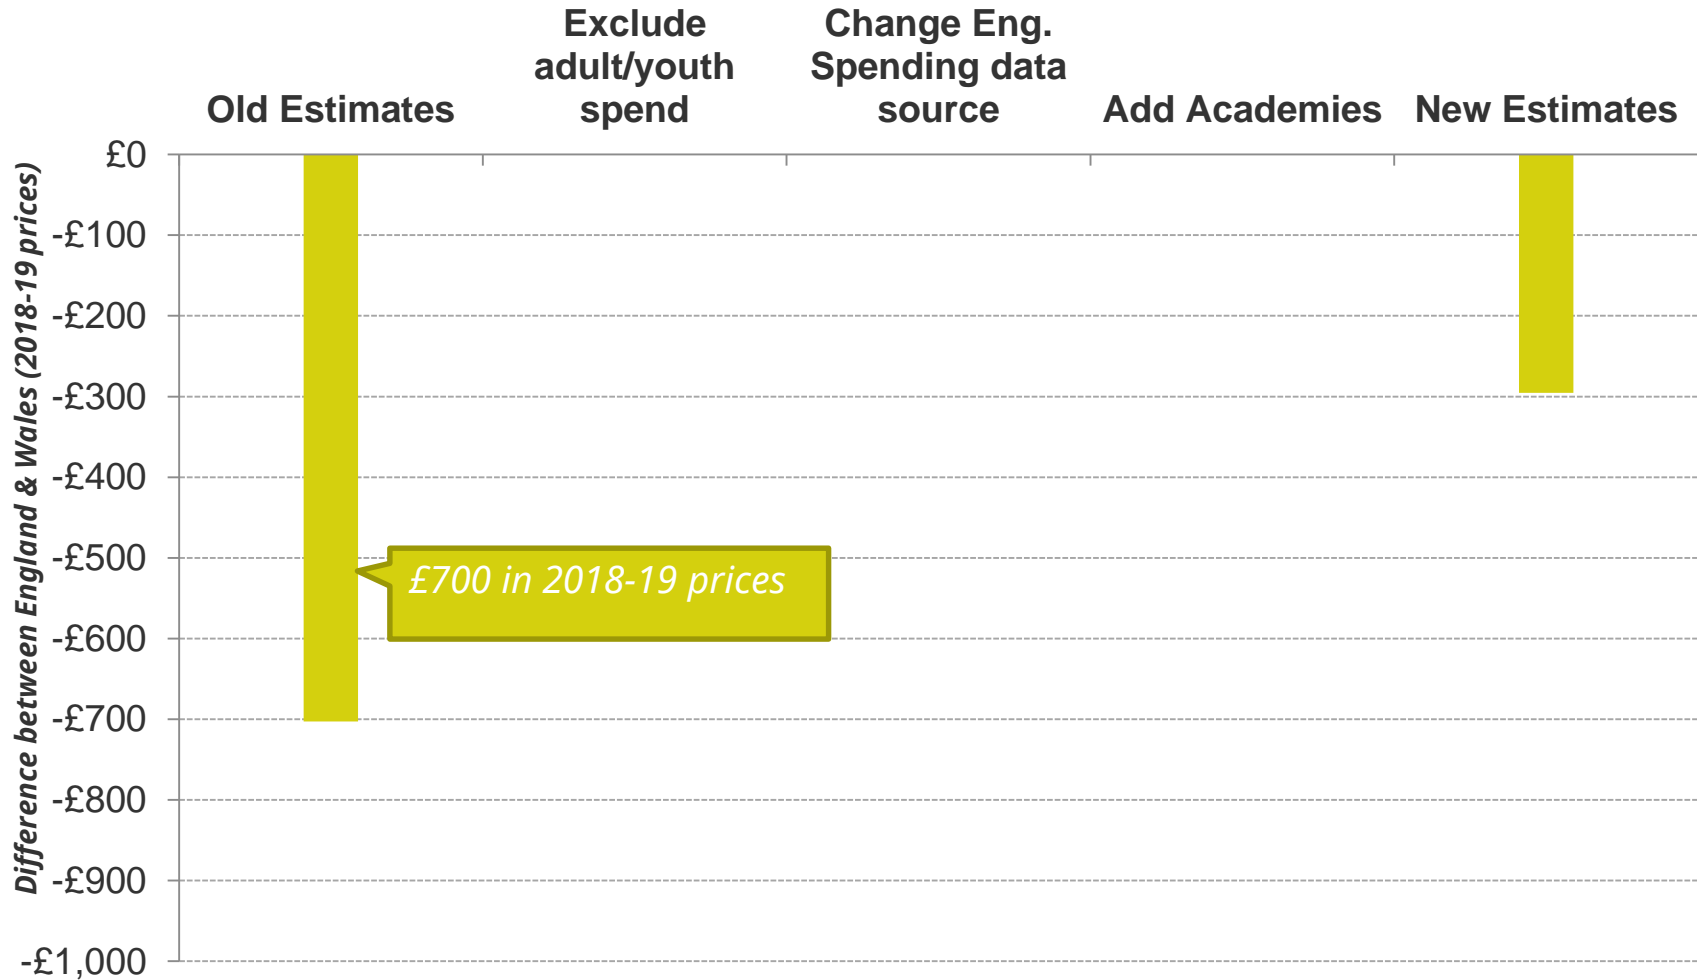 Exclude
adult/youth
spend
Change Eng.
Spending data
source
Old Estimates
Add Academies
New Estimates
Difference between England & Wales (2018-19 prices)
£0
-£100
-£200
-£300
-£400
-£500
-£600
-£700
-£800
-£900
-£1,000
£700 in 2018-19 prices